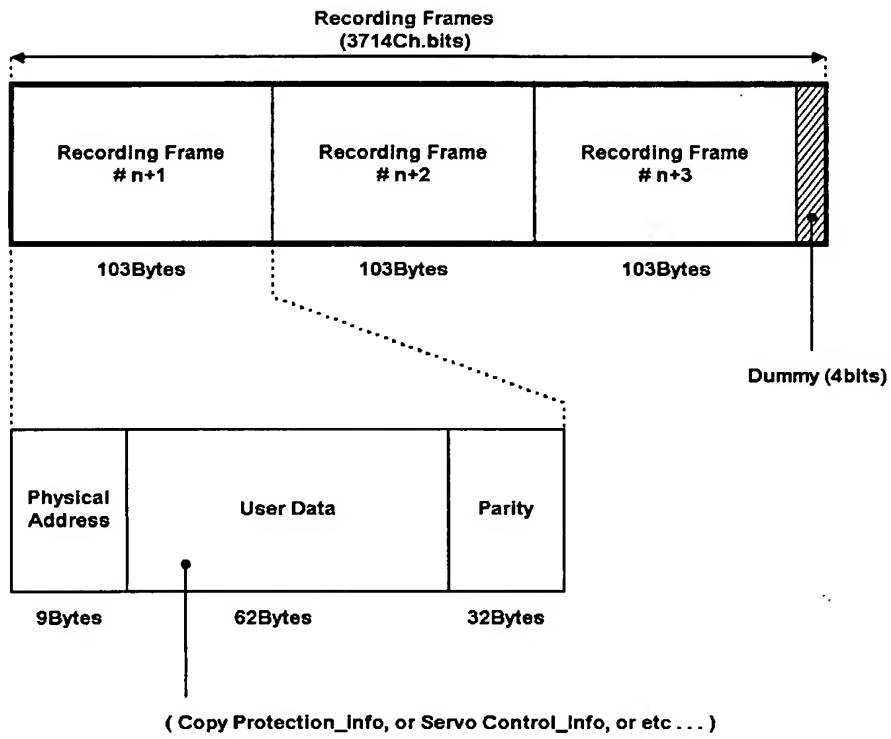 Recording Frames
(3714Ch.bits)
Recording Frame
# n+1
Recording Frame
# n+2
Recording Frame
# n+3
103Bytes
103Bytes
103Bytes
Dummy (4bits)
Physical
Address
User Data
Parity
9Bytes
62Bytes
32Bytes
( Copy Protection_Info, or Servo Control_Info, or etc . . . )